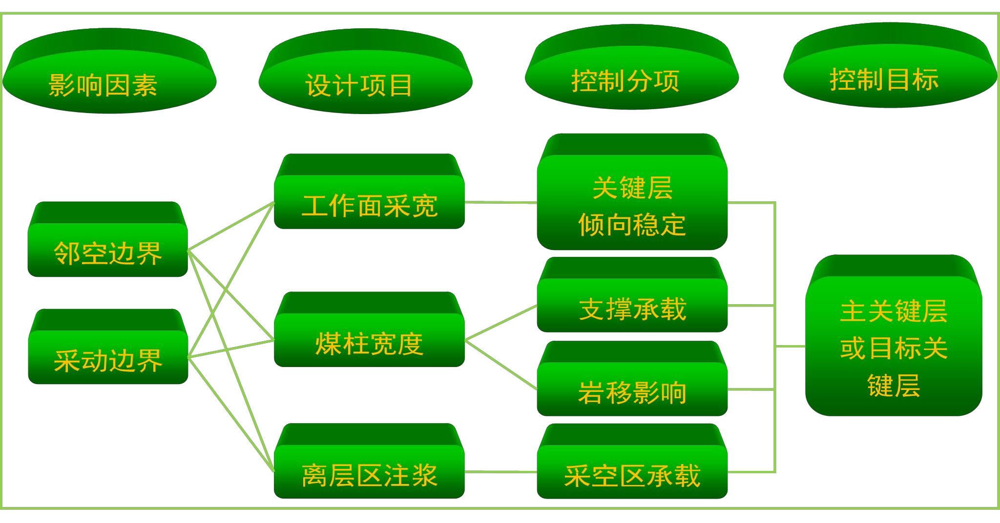 影响因素
设计项目
控制分项
控制目标
邻空边界
采动边界
工作面采宽
煤柱宽度
离层区注浆
关键层
倾向稳定
支撑承载
岩移影响
采空区承载
主关键层
或目标关
键层